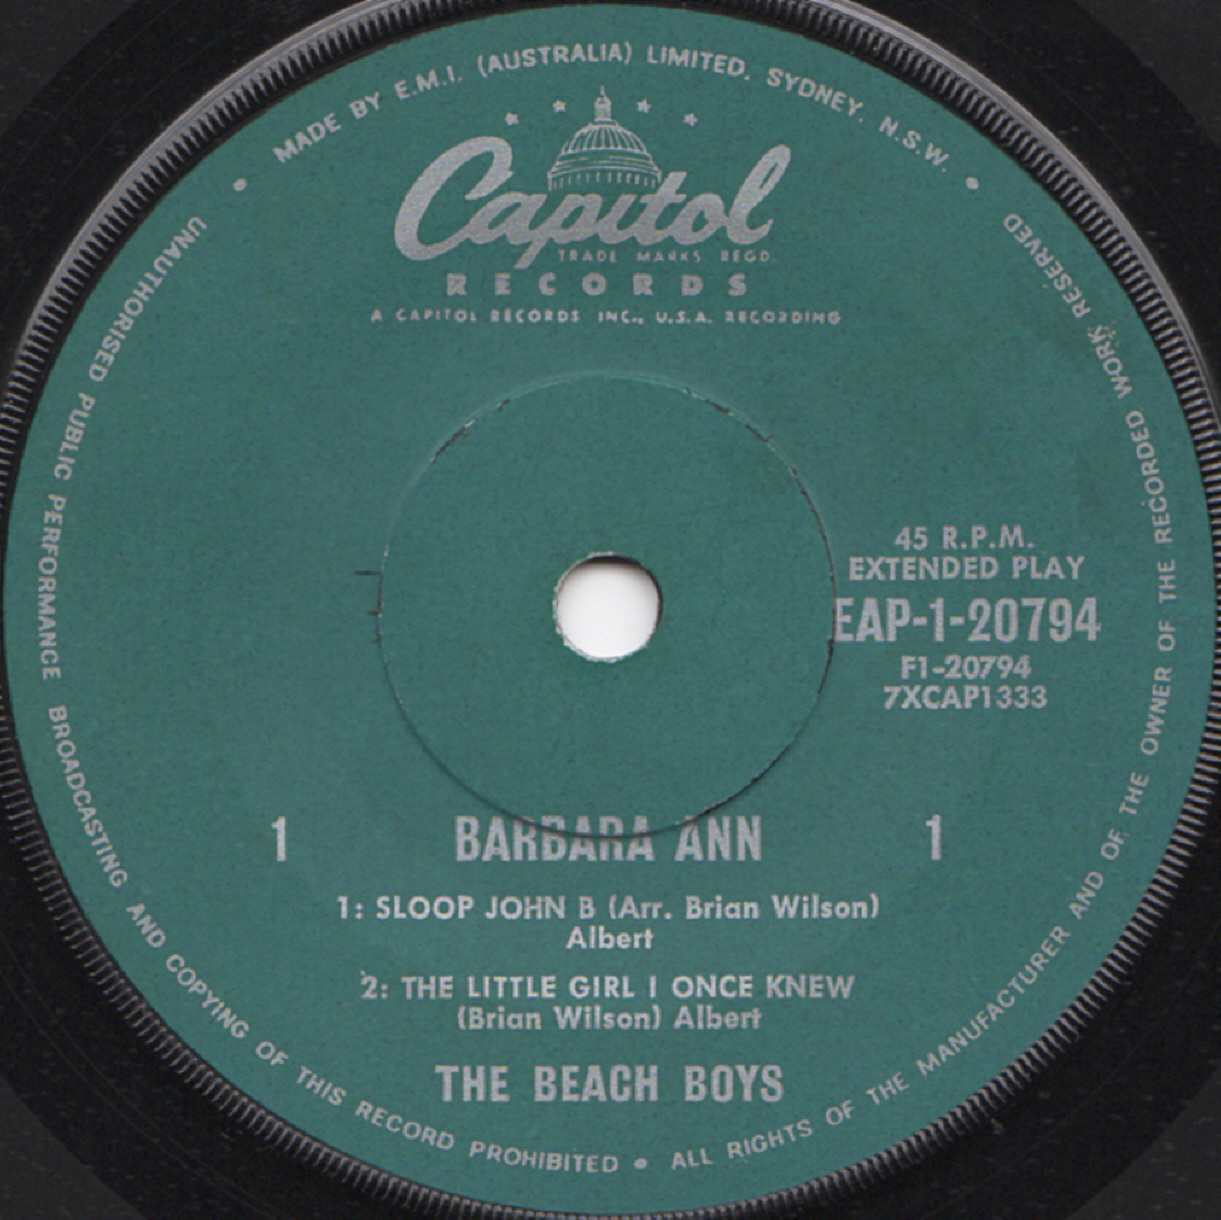 MADE BY E.M.I. (AUSTRALIA) LIMITED. SYDNEY. N.S.W.
Capitol
TRADE MARKS REGD.
RECORDS
A CAPITOL RECORDS INC., U.S.A. RECORDING
45 R.P.M.
EXTENDED PLAY
EAP-1-20794
F1-20794
7XCAP1333
1 BARBARA ANN 1
1: SLOOP JOHN B (Arr. Brian Wilson)
Albert
2: THE LITTLE GIRL I ONCE KNEW
(Brian Wilson) Albert
THE BEACH BOYS
UNAUTHORISED PUBLIC PERFORMANCE BROADCASTING AND COPYING OF THIS RECORD PROHIBITED • ALL RIGHTS OF THE MANUFACTURER AND OF THE OWNER OF THE RECORDED WORK RESERVED